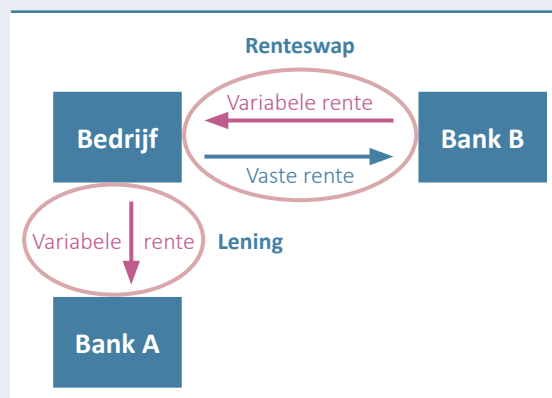 Renteswap
Variabele rente
Bedrijf
Bank B
Vaste rente
Variabele rente
Lening
Bank A